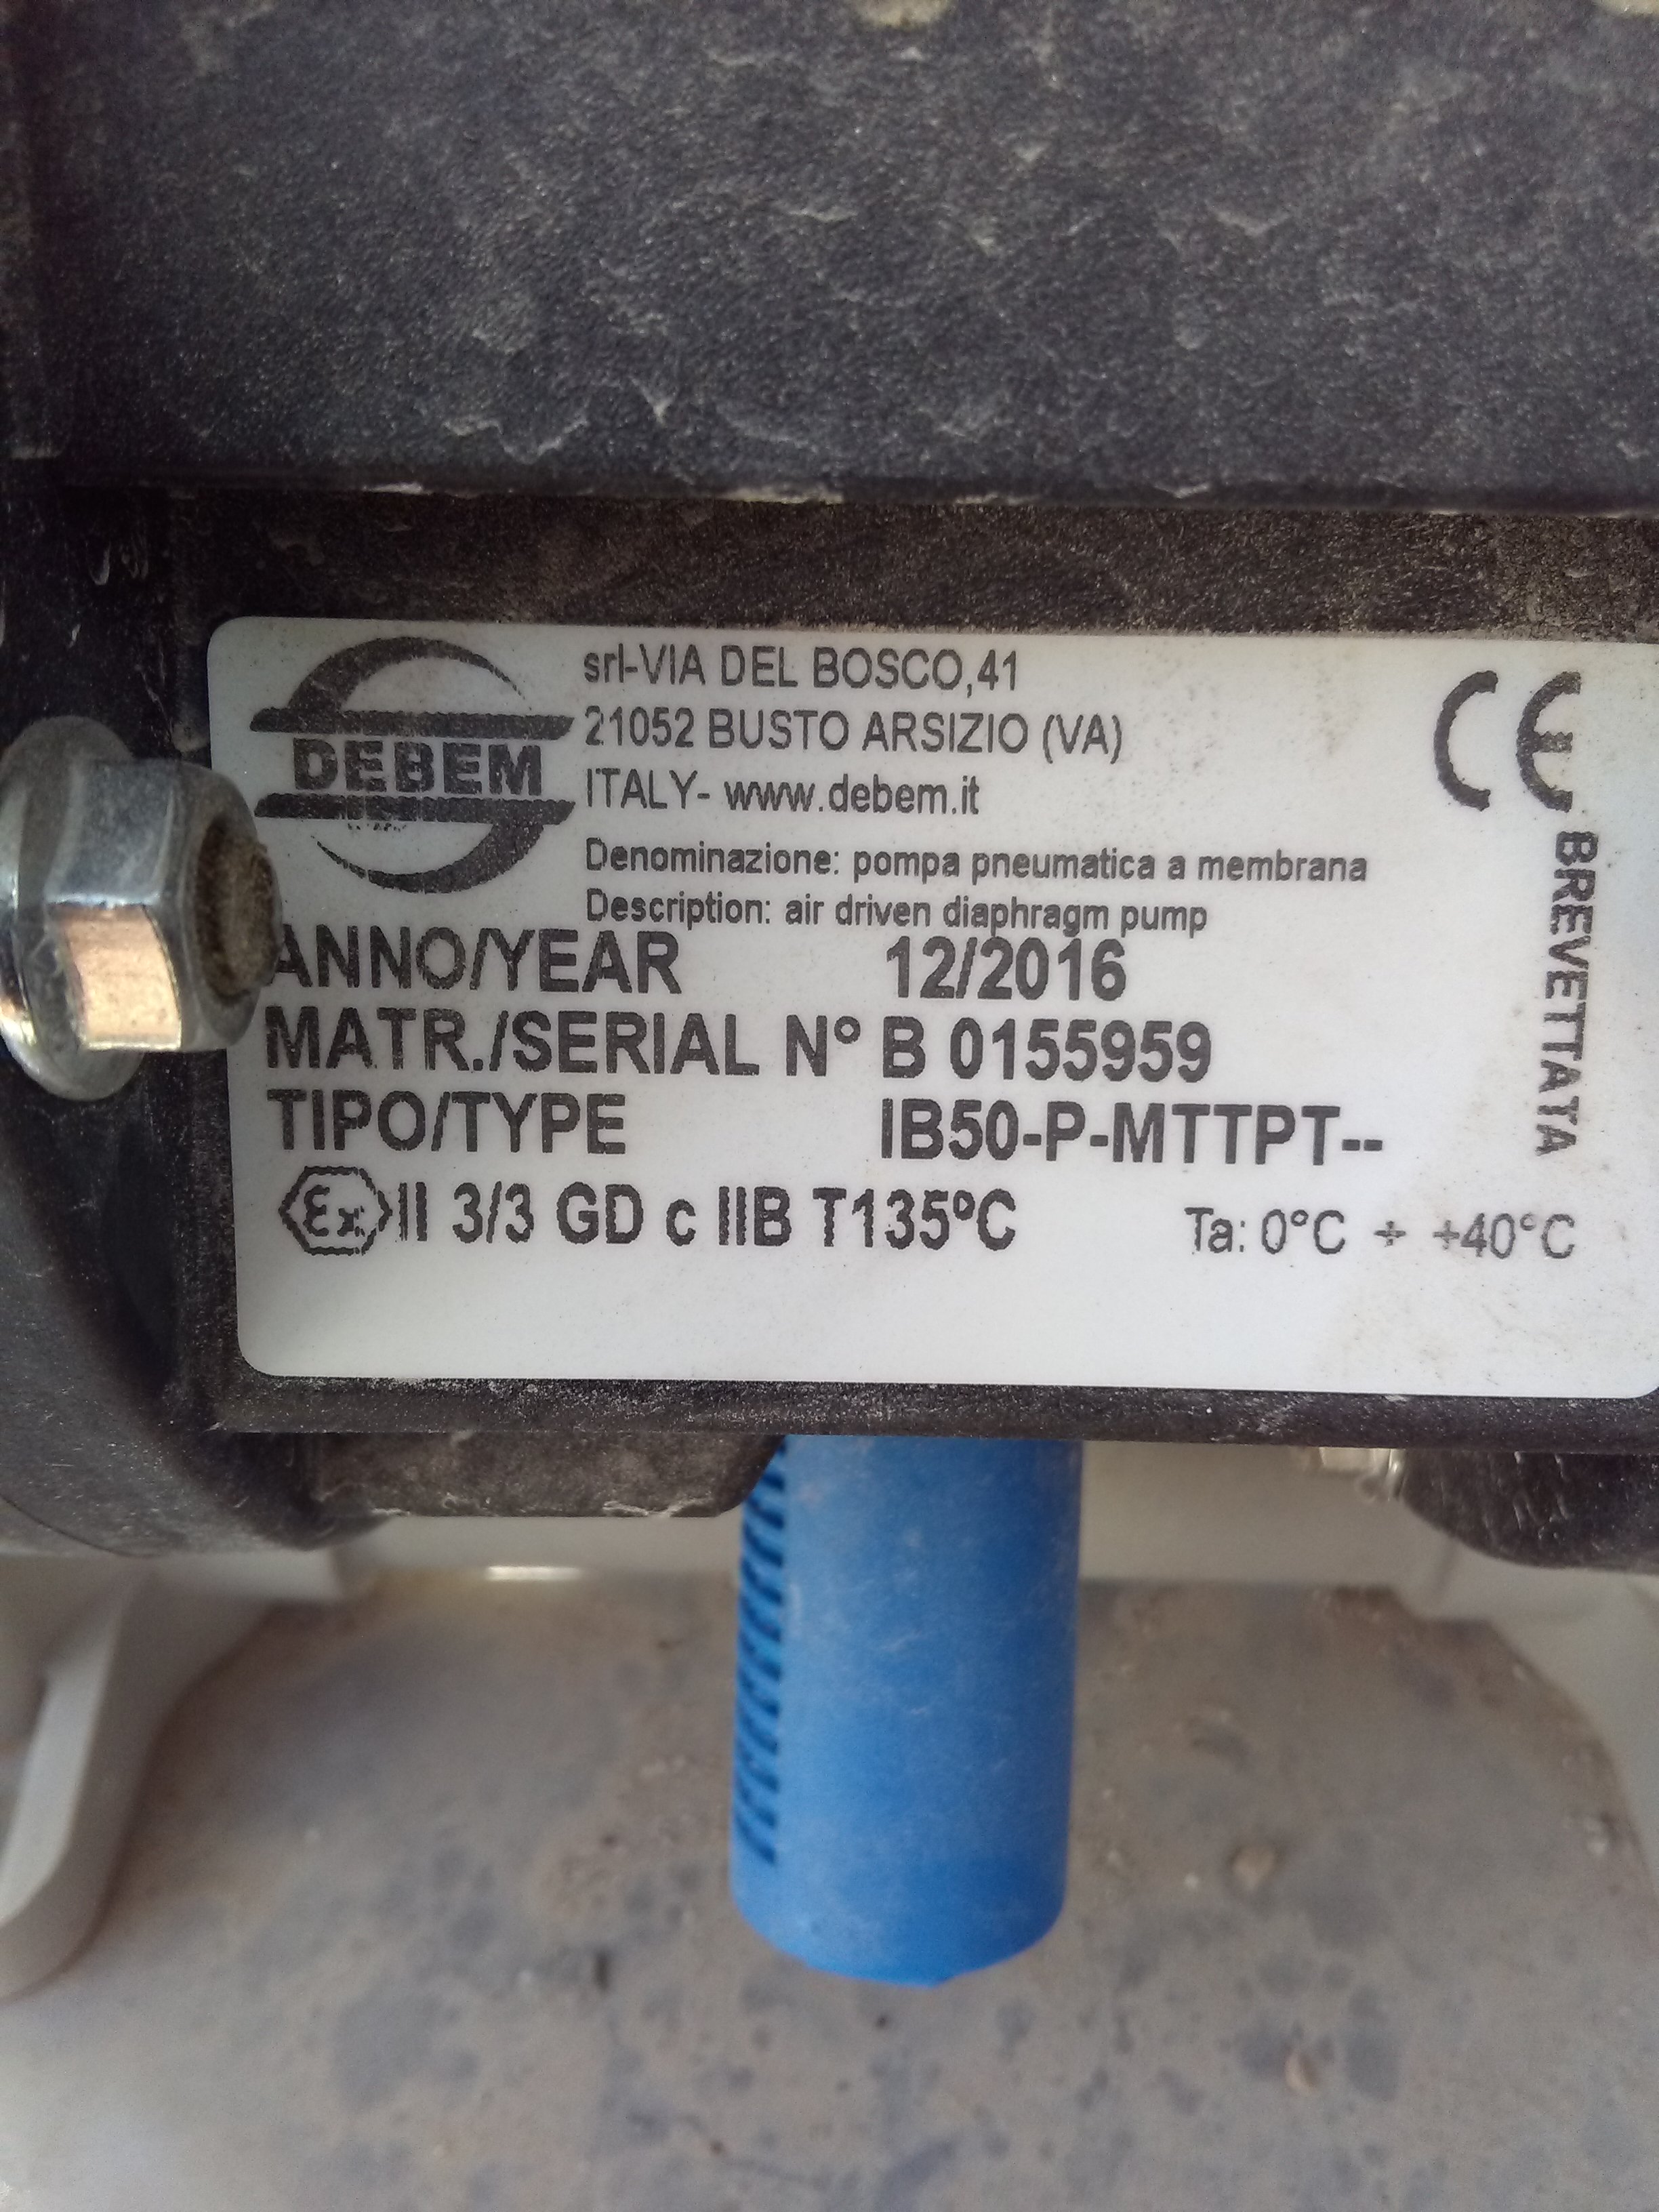 DEBEM
srl-VIA DEL BOSCO,41
21052 BUSTO ARSIZIO (VA)
ITALY- www.debem.it
Denominazione: pompa pneumatica a membrana
Description: air driven diaphragm pump
ANNO/YEAR 12/2016
MATR./SERIAL N° B 0155959
TIPO/TYPE IB50-P-MTTPT--
Ex II 3/3 GD c IIB T135°C Ta: 0°C ÷ +40°C
CE
BREVETTATA